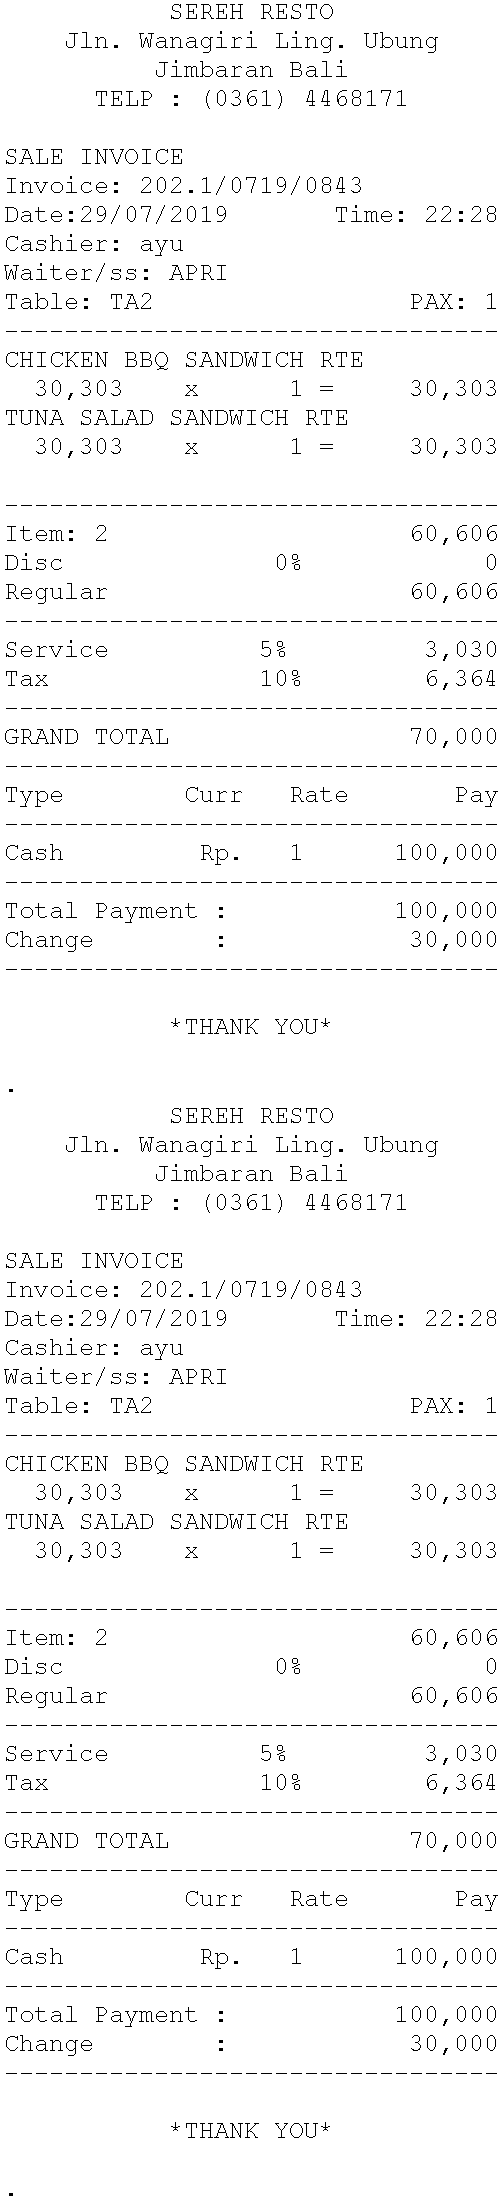 SEREH RESTO
Jln. Wanagiri Ling. Ubung
Jimbaran Bali
TELP : (0361) 4468171
SALE INVOICE
Invoice: 202.1/0719/0843
Date:29/07/2019 Time: 22:28
Cashier: ayu
Waiter/ss: APRI
Table: TA2 PAX: 1
---------------------------------
CHICKEN BBQ SANDWICH RTE
30,303 x 1 = 30,303
TUNA SALAD SANDWICH RTE
30,303 x 1 = 30,303
---------------------------------
Item: 2 60,606
Disc 0% 0
Regular 60,606
---------------------------------
Service 5% 3,030
Tax 10% 6,364
---------------------------------
GRAND TOTAL 70,000
---------------------------------
Type Curr Rate Pay
---------------------------------
Cash Rp. 1 100,000
---------------------------------
Total Payment : 100,000
Change : 30,000
---------------------------------
*THANK YOU*
.
SEREH RESTO
Jln. Wanagiri Ling. Ubung
Jimbaran Bali
TELP : (0361) 4468171
SALE INVOICE
Invoice: 202.1/0719/0843
Date:29/07/2019 Time: 22:28
Cashier: ayu
Waiter/ss: APRI
Table: TA2 PAX: 1
---------------------------------
CHICKEN BBQ SANDWICH RTE
30,303 x 1 = 30,303
TUNA SALAD SANDWICH RTE
30,303 x 1 = 30,303
---------------------------------
Item: 2 60,606
Disc 0% 0
Regular 60,606
---------------------------------
Service 5% 3,030
Tax 10% 6,364
---------------------------------
GRAND TOTAL 70,000
---------------------------------
Type Curr Rate Pay
---------------------------------
Cash Rp. 1 100,000
---------------------------------
Total Payment : 100,000
Change : 30,000
---------------------------------
*THANK YOU*
.